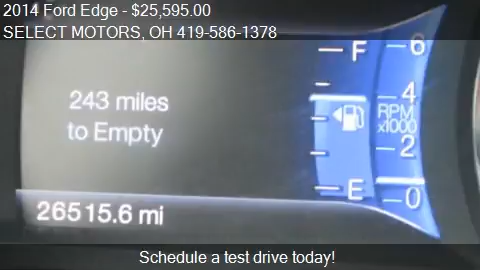 2014 Ford Edge - $25,595.00
SELECT MOTORS, OH 419-586-1378
243 miles
to Empty
F
E
6
4
RPM
x1000
2
0
26515.6 mi
Schedule a test drive today!